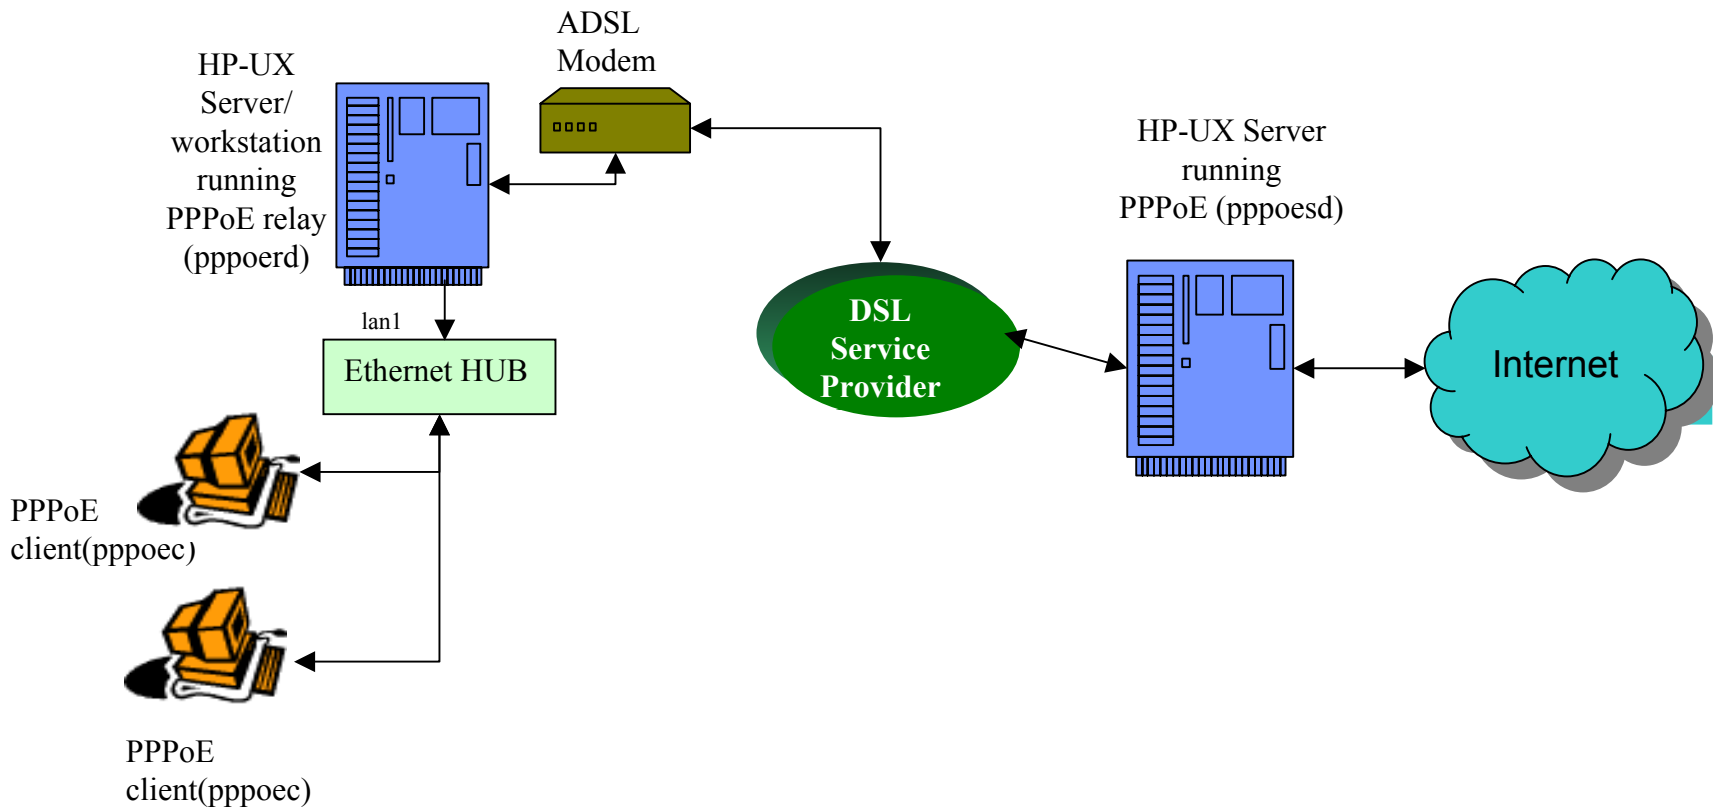 ADSL
Modem
HP-UX
Server/
workstation
running
PPPoE relay
(pppoerd)
HP-UX Server
running
PPPoE (pppoesd)
DSL
Service
Provider
Internet
lan1
Ethernet HUB
PPPoE
client(pppoec)
PPPoE
client(pppoec)